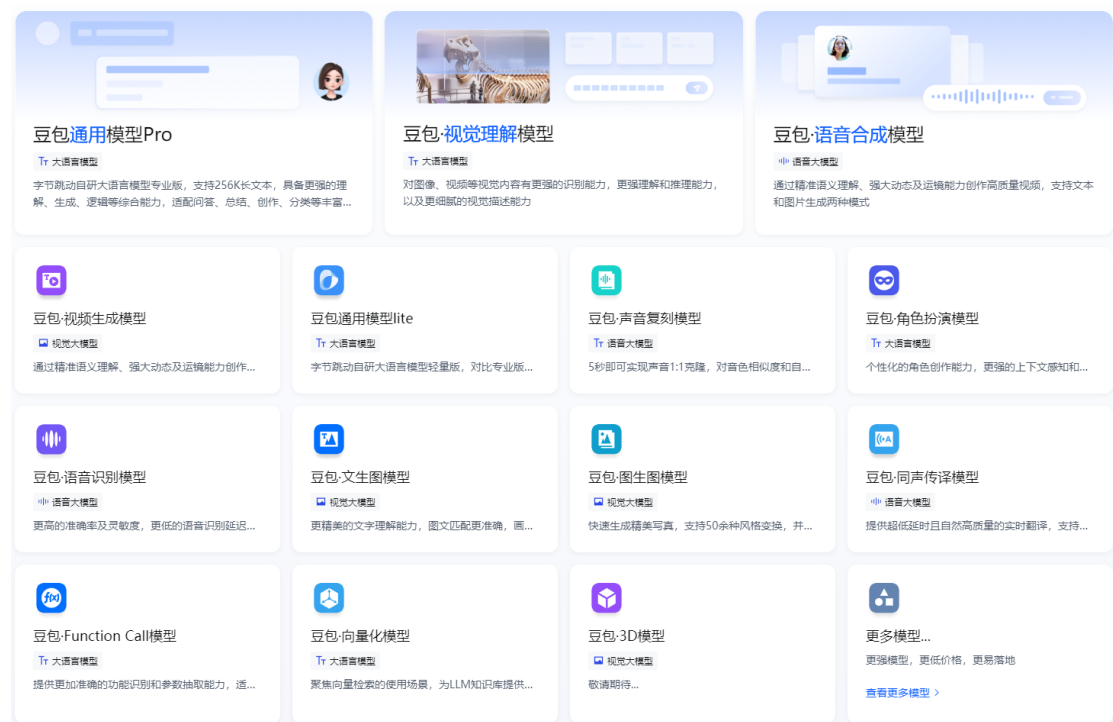 豆包通用模型Pro
大语言模型
字节跳动自研大语言模型专业版，支持256K长文本，具备更强的理
解、生成、逻辑等综合能力，适配问答、总结、创作、分类等丰富...
豆包·视觉理解模型
大语言模型
对图像、视频等视觉内容有更强的识别能力，更强理解和推理能力，
以及更细腻的视觉描述能力
豆包·语音合成模型
语音大模型
通过精准语义理解、强大动态及运镜能力创作高质量视频，支持文本
和图片生成两种模式
豆包·视频生成模型
视觉大模型
通过精准语义理解、强大动态及运镜能力创作...
豆包通用模型lite
大语言模型
字节跳动自研大语言模型轻量版，对比专业版...
豆包·声音复刻模型
语音大模型
5秒即可实现声音1:1克隆，对音色相似度和自...
豆包·角色扮演模型
大语言模型
个性化的角色创作能力，更强的上下文感知和...
豆包·语音识别模型
语音大模型
更高的准确率及灵敏度，更低的语音识别延迟...
豆包·文生图模型
视觉大模型
更精美的文字理解能力，图文匹配更准确，画...
豆包·图生图模型
视觉大模型
快速生成精美写真，支持50余种风格变换，并...
豆包·同声传译模型
语音大模型
提供超低延时且自然高质量的实时翻译，支持...
豆包·Function Call模型
大语言模型
提供更加准确的功能识别和参数抽取能力，适...
豆包·向量化模型
大语言模型
聚焦向量检索的使用场景，为LLM知识库提供...
豆包·3D模型
视觉大模型
敬请期待...
更多模型...
更强模型，更低价格，更易落地
查看更多模型 >